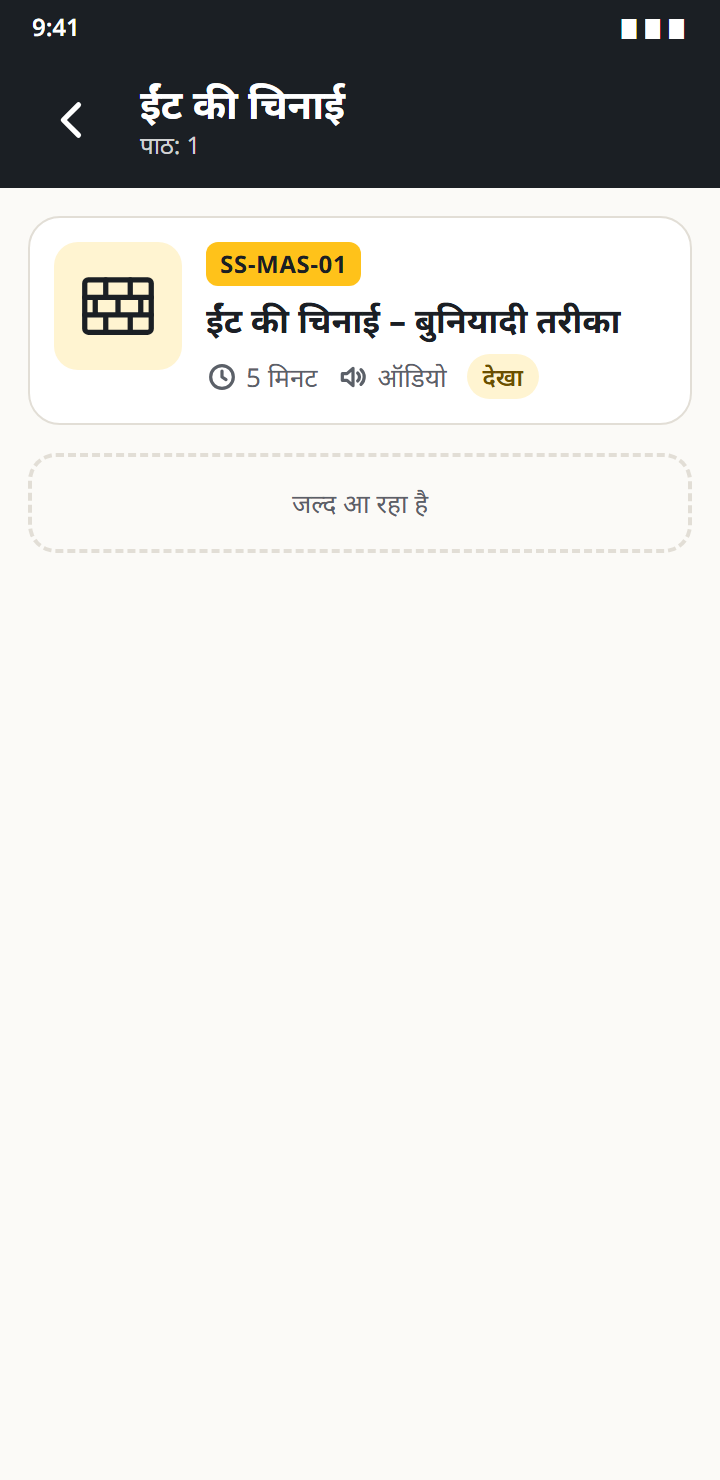 9:41
ईंट की चिनाई
पाठ: 1
SS-MAS-01
ईंट की चिनाई – बुनियादी तरीका
5 मिनट ऑडियो देखा
जल्द आ रहा है